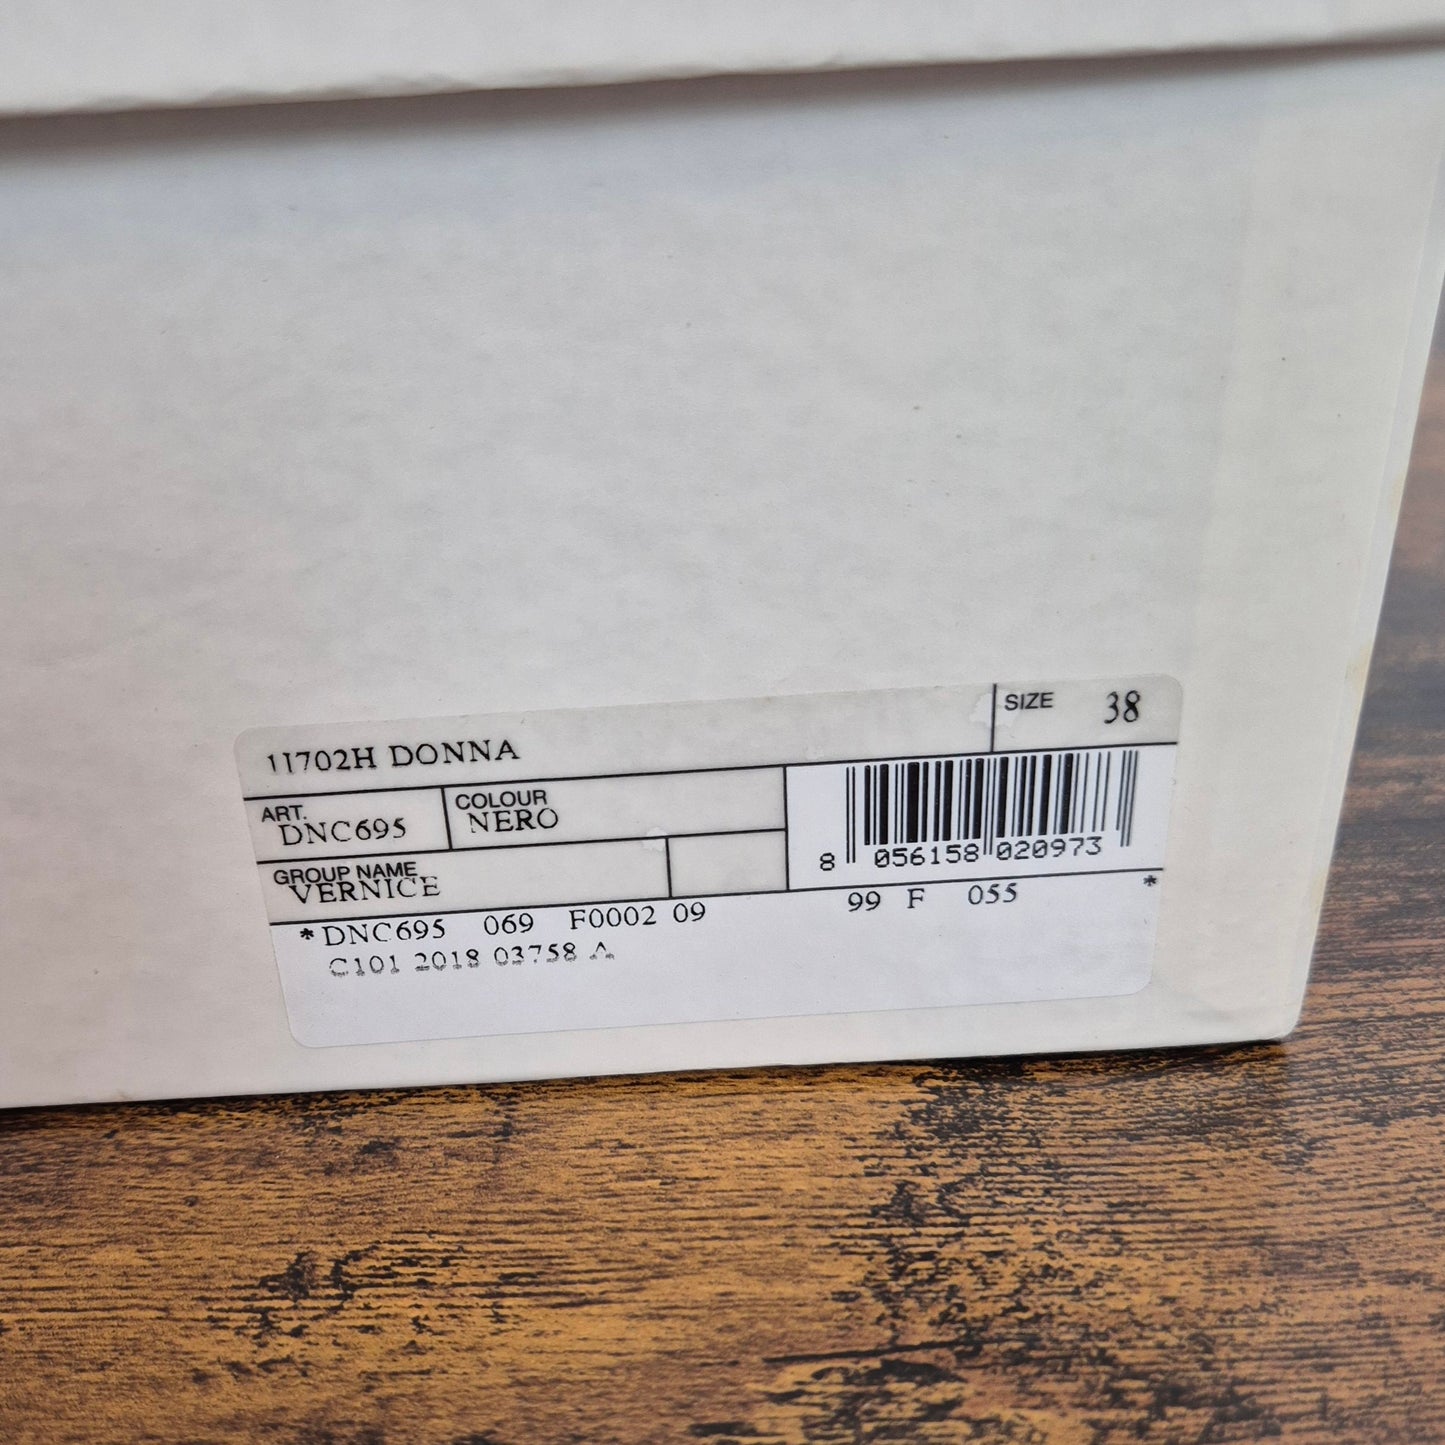 1I702H DONNA
SIZE 38
ART. DNC695
COLOUR NERO
GROUP NAME VERNICE
8 056158 020973
*DNC695 069 F0002 09 99 F 055 *
C101 2018 03758 A